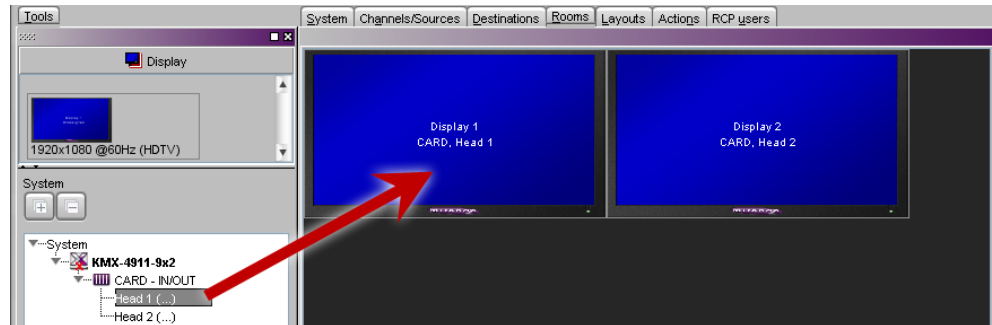 Tools
System Channels/Sources Destinations Rooms Layouts Actions RCP users
Display
1920x1080 @60Hz (HDTV)
System
System
KMX-4911-9x2
CARD - IN/OUT
Head 1 (...)
Head 2 (...)
Display 1
CARD, Head 1
Display 2
CARD, Head 2